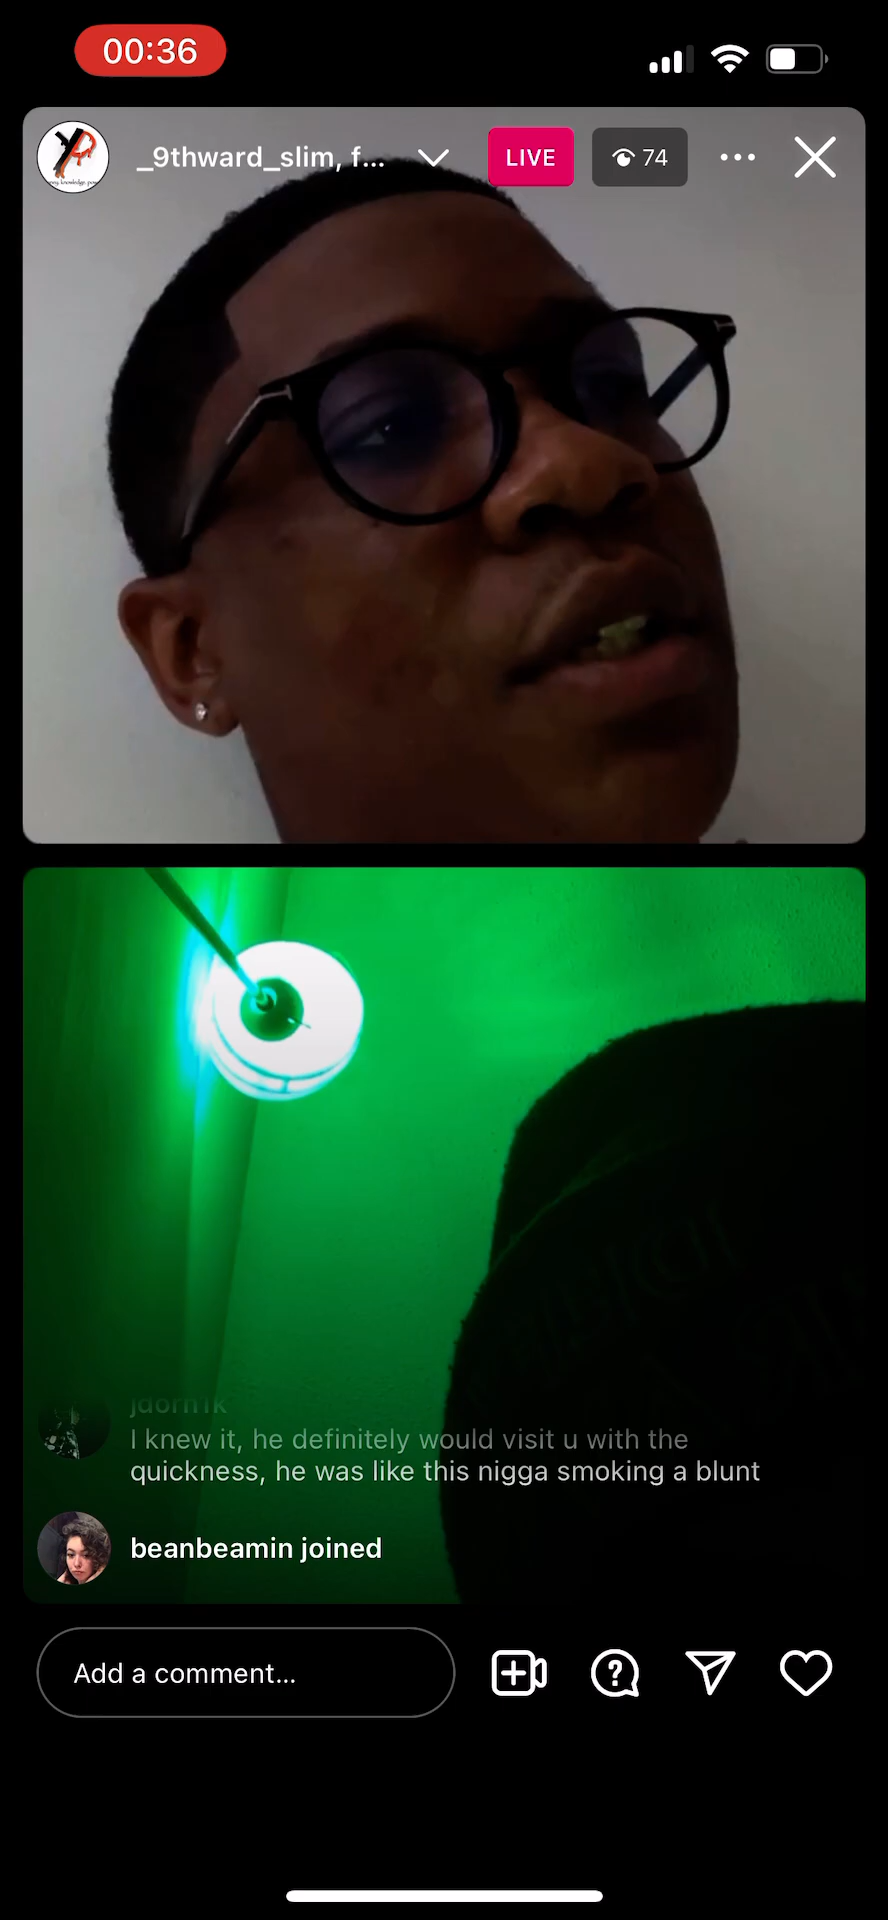 00:36
_9thward_slim, f...
LIVE
74
jdorn1k
I knew it, he definitely would visit u with the
quickness, he was like this nigga smoking a blunt
beanbeamin joined
Add a comment...